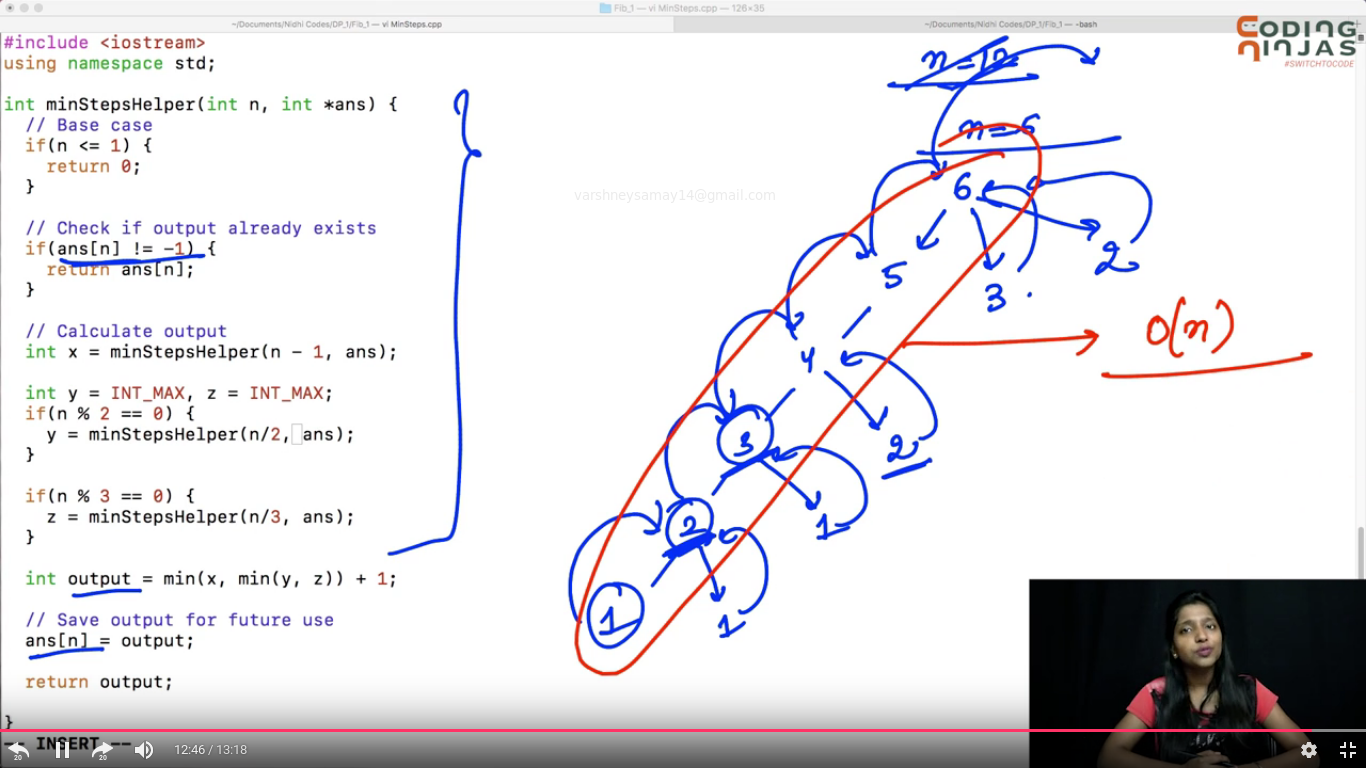 Fib_1 — vi MinSteps.cpp — 126×35
~/Documents/Nidhi Codes/DP_1/Fib_1 — vi MinSteps.cpp
~/Documents/Nidhi Codes/DP_1/Fib_1 — -bash
CODING
NINJAS
#SWITCHTOCODE
#include <iostream>
using namespace std;
int minStepsHelper(int n, int *ans) {
// Base case
if(n <= 1) {
return 0;
}
// Check if output already exists
if(ans[n] != -1) {
return ans[n];
}
// Calculate output
int x = minStepsHelper(n - 1, ans);
int y = INT_MAX, z = INT_MAX;
if(n % 2 == 0) {
y = minStepsHelper(n/2, ans);
}
if(n % 3 == 0) {
z = minStepsHelper(n/3, ans);
}
int output = min(x, min(y, z)) + 1;
// Save output for future use
ans[n] = output;
return output;
}
-- INSERT --
n=12
n=6
varshneysamay14@gmail.com
6
5
3
2
4
O(n)
3
2
2
1
1
1
20
20
12:46 / 13:18